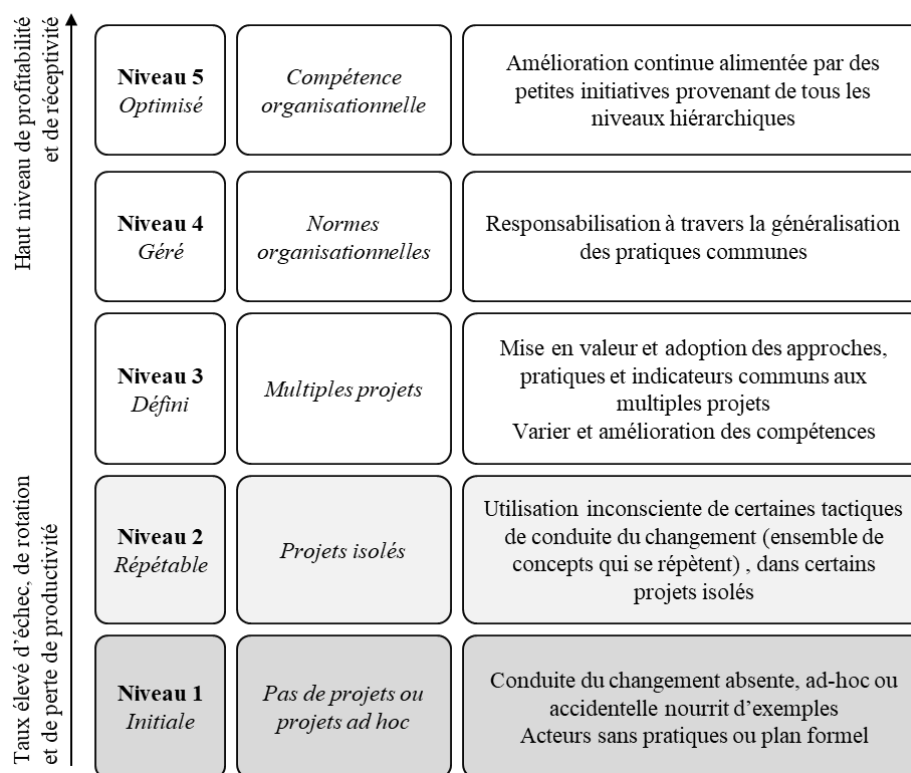 Haut niveau de profitabilité
et de réceptivité
Niveau 5
Optimisé
Compétence
organisationnelle
Amélioration continue alimentée par des
petites initiatives provenant de tous les
niveaux hiérarchiques
Niveau 4
Géré
Normes
organisationnelles
Responsabilisation à travers la généralisation
des pratiques communes
Niveau 3
Défini
Multiples projets
Mise en valeur et adoption des approches,
pratiques et indicateurs communs aux
multiples projets
Varier et amélioration des compétences
Taux élevé d'échec, de rotation
et de perte de productivité
Niveau 2
Répétable
Projets isolés
Utilisation inconsciente de certaines tactiques
de conduite du changement (ensemble de
concepts qui se répètent) , dans certains
projets isolés
Niveau 1
Initiale
Pas de projets ou
projets ad hoc
Conduite du changement absente, ad-hoc ou
accidentelle nourrit d'exemples
Acteurs sans pratiques ou plan formel